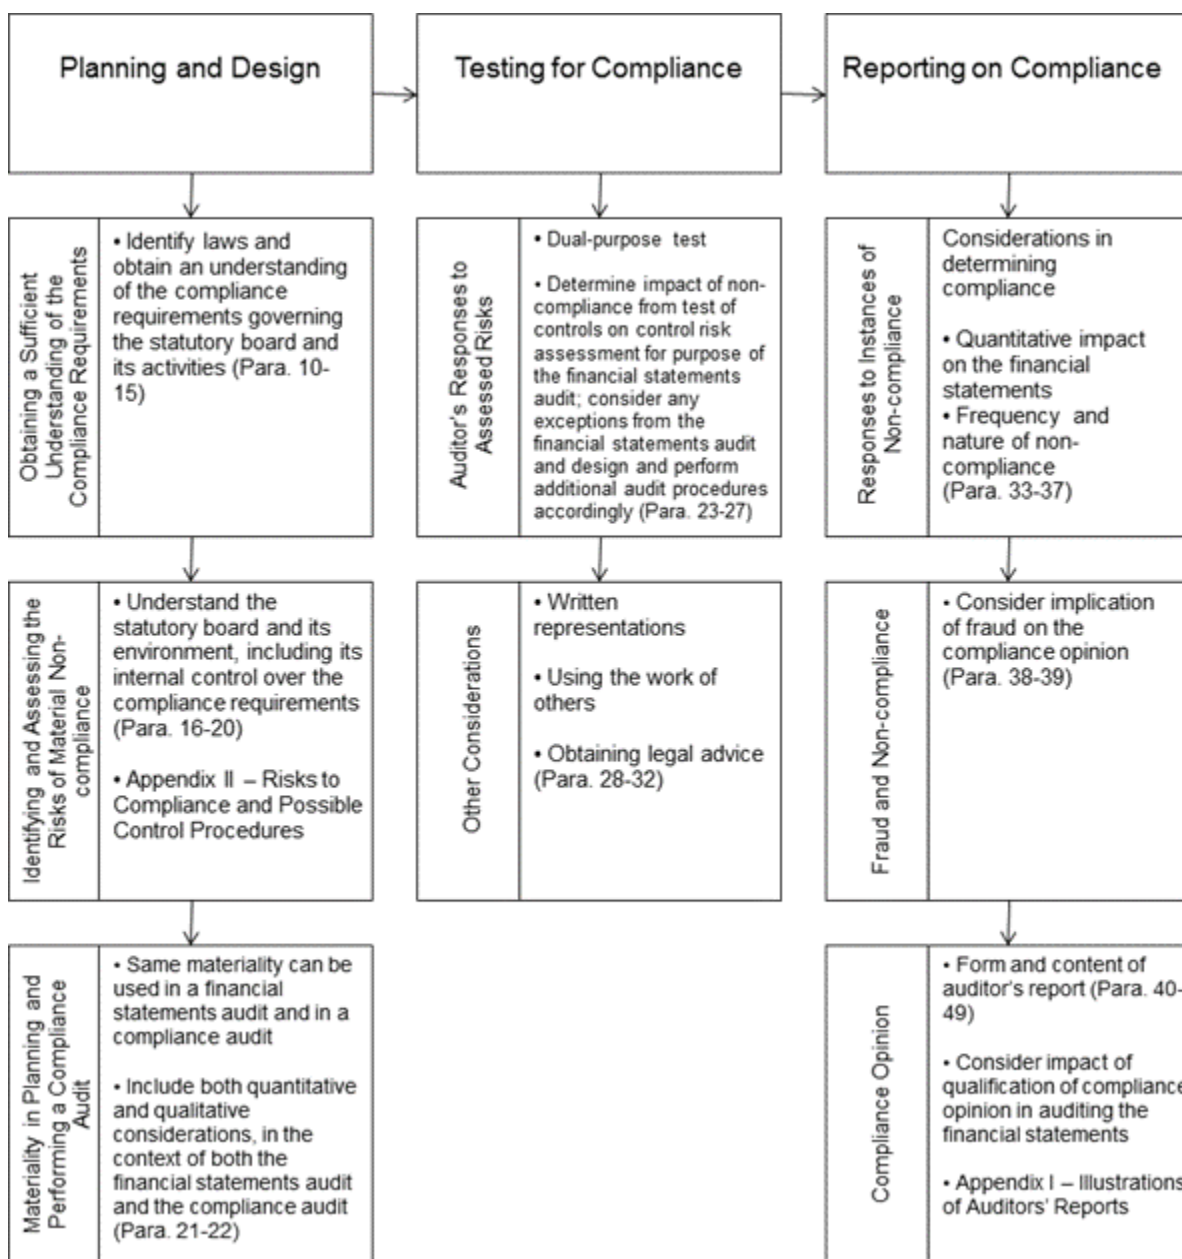 Planning and Design
Testing for Compliance
Reporting on Compliance
Obtaining a Sufficient
Understanding of the
Compliance Requirements
• Identify laws and
obtain an understanding
of the compliance
requirements governing
the statutory board and
its activities (Para. 10-
15)
Auditor's Responses to
Assessed Risks
• Dual-purpose test
• Determine impact of non-
compliance from test of
controls on control risk
assessment for purpose of
the financial statements
audit; consider any
exceptions from the
financial statements audit
and design and perform
additional audit procedures
accordingly (Para. 23-27)
Responses to Instances of
Non-compliance
Considerations in
determining
compliance
• Quantitative impact
on the financial
statements
• Frequency and
nature of non-
compliance
(Para. 33-37)
Identifying and Assessing the
Risks of Material Non-
compliance
• Understand the
statutory board and its
environment, including its
internal control over the
compliance requirements
(Para. 16-20)
• Appendix II – Risks to
Compliance and Possible
Control Procedures
Other Considerations
• Written
representations
• Using the work of
others
• Obtaining legal advice
(Para. 28-32)
Fraud and Non-compliance
• Consider implication
of fraud on the
compliance opinion
(Para. 38-39)
Materiality in Planning and
Performing a Compliance
Audit
• Same materiality can be
used in a financial
statements audit and in a
compliance audit
• Include both quantitative
and qualitative
considerations, in the
context of both the
financial statements audit
and the compliance audit
(Para. 21-22)
Compliance Opinion
• Form and content of
auditor's report (Para. 40-
49)
• Consider impact of
qualification of compliance
opinion in auditing the
financial statements
• Appendix I – Illustrations
of Auditors' Reports